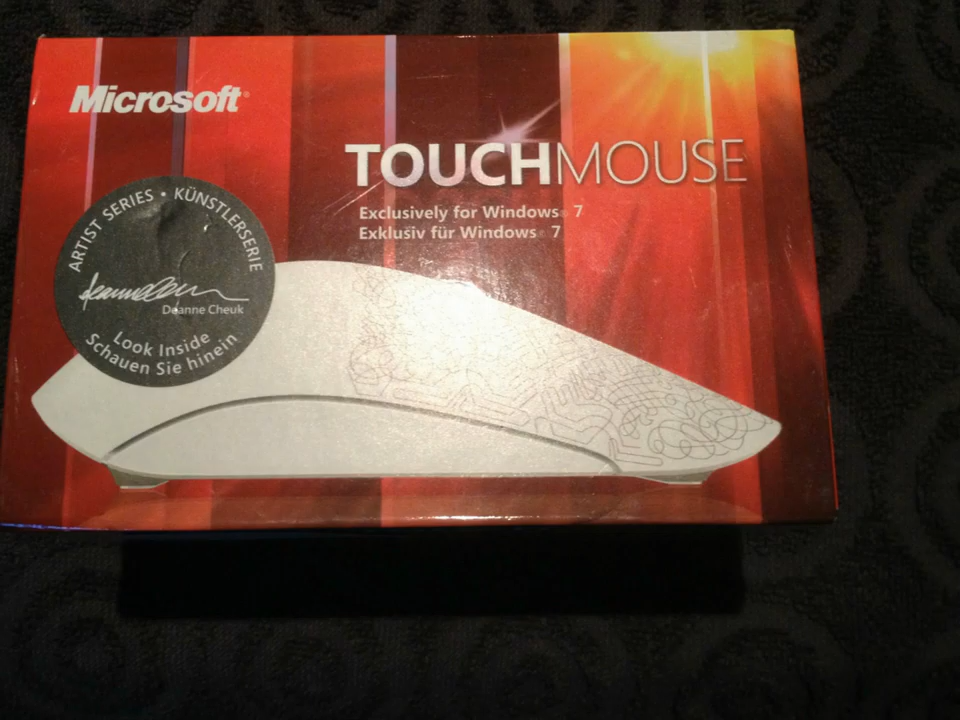 Microsoft®
TOUCHMOUSE
Exclusively for Windows® 7
Exklusiv für Windows® 7
ARTIST SERIES • KÜNSTLERSERIE
Deanne Cheuk
Look Inside
Schauen Sie hinein